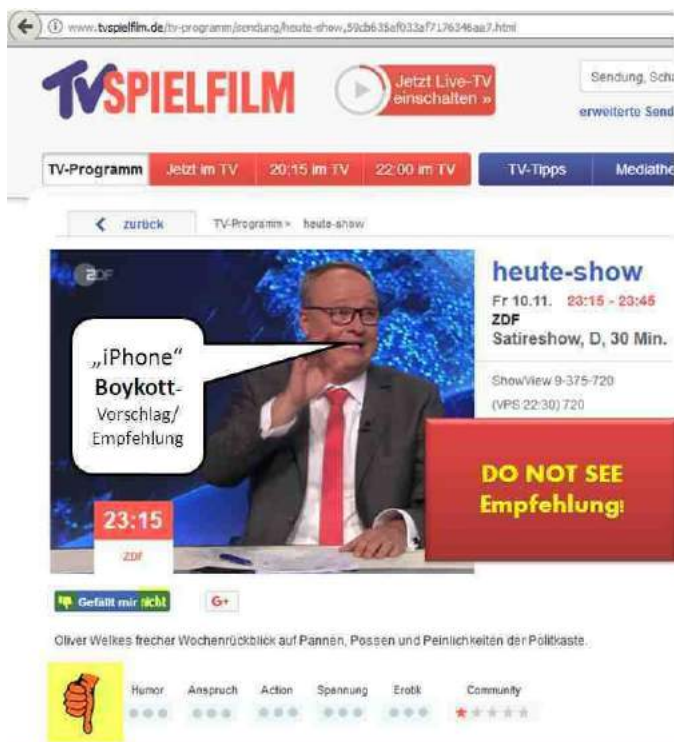 www.tvspielfilm.de/tv-programm/sendung/heute-show,59cb635af033af7176346aa7.html
TVSPIELFILM
Jetzt Live-TV
einschalten »
Sendung, Scha
erweiterte Send
TV-Programm
Jetzt im TV
20:15 im TV
22:00 im TV
TV-Tipps
Mediathe
zurück
TV-Programm »
heute-show
ZDF
„iPhone“
Boykott-
Vorschlag/
Empfehlung
23:15
ZDF
heute-show
Fr 10.11. 23:15 - 23:45
ZDF
Satireshow, D, 30 Min.
ShowView 9-375-720
(VPS 22:30) 720
DO NOT SEE
Empfehlung!
Gefällt mir nicht
G+
Oliver Welkes frecher Wochenrückblick auf Pannen, Possen und Peinlichkeiten der Politkaste.
Humor
Anspruch
Action
Spannung
Erotik
Community